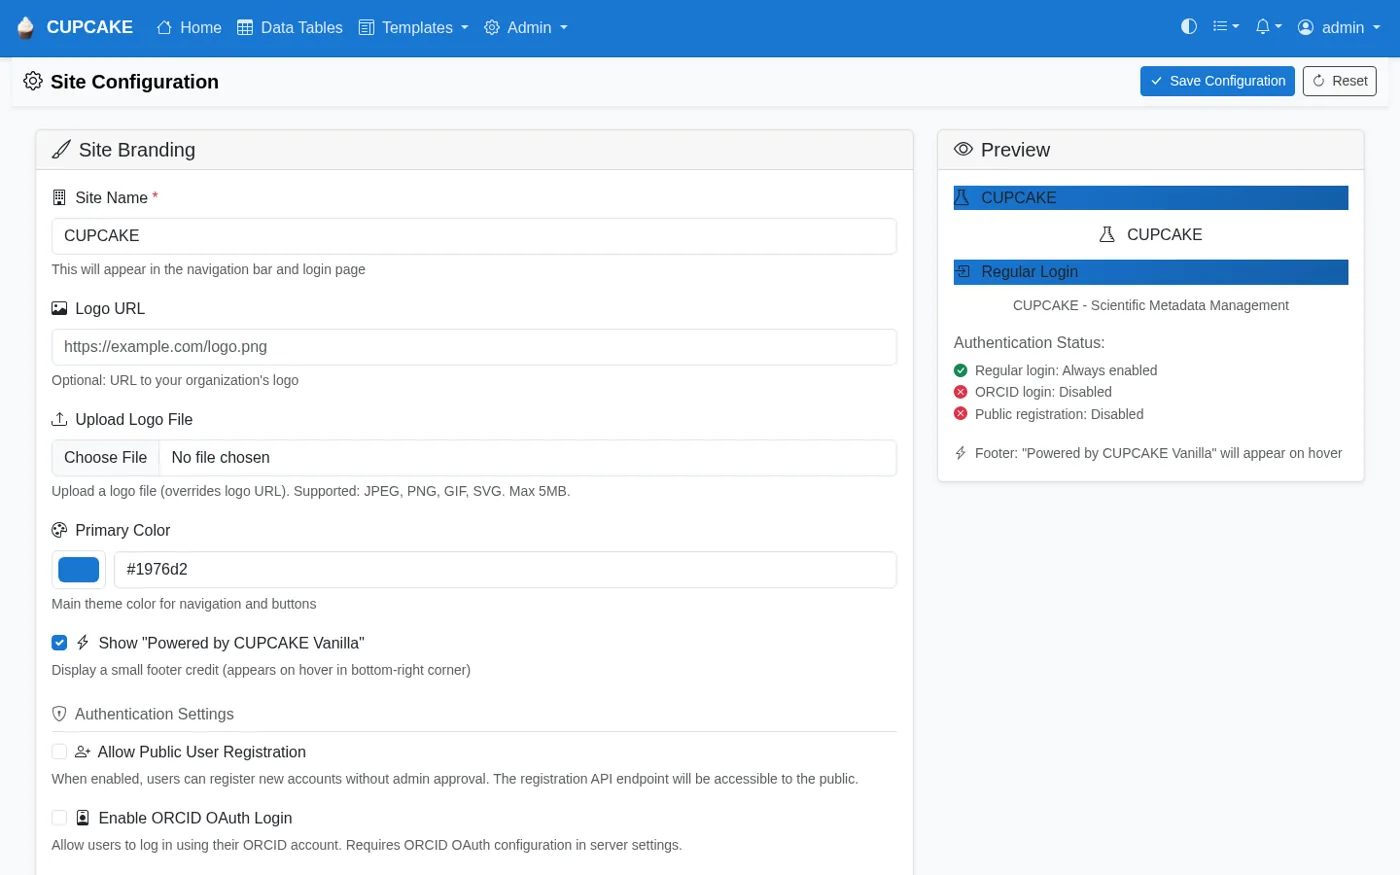 CUPCAKE Home Data Tables Templates Admin admin
Site Configuration Save Configuration Reset
Site Branding
Site Name *
CUPCAKE
This will appear in the navigation bar and login page
Logo URL
https://example.com/logo.png
Optional: URL to your organization's logo
Upload Logo File
Choose File No file chosen
Upload a logo file (overrides logo URL). Supported: JPEG, PNG, GIF, SVG. Max 5MB.
Primary Color
#1976d2
Main theme color for navigation and buttons
Show "Powered by CUPCAKE Vanilla"
Display a small footer credit (appears on hover in bottom-right corner)
Authentication Settings
Allow Public User Registration
When enabled, users can register new accounts without admin approval. The registration API endpoint will be accessible to the public.
Enable ORCID OAuth Login
Allow users to log in using their ORCID account. Requires ORCID OAuth configuration in server settings.
Preview
CUPCAKE
CUPCAKE
Regular Login
CUPCAKE - Scientific Metadata Management
Authentication Status:
Regular login: Always enabled
ORCID login: Disabled
Public registration: Disabled
Footer: "Powered by CUPCAKE Vanilla" will appear on hover